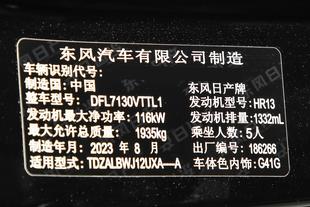 东风汽车有限公司制造
车辆识别代号：
制造国：中国 东风日产牌
整车型号： DFL7130VTTL1 发动机型号：HR13
发动机最大净功率： 116kW 发动机排量：1332mL
最大允许总质量： 1935kg 乘坐人数：5人
制造年月： 2023 年 8 月 出厂编号：186266
适用型式：TDZALBWJ12UXA—A 车体色内饰：G41G